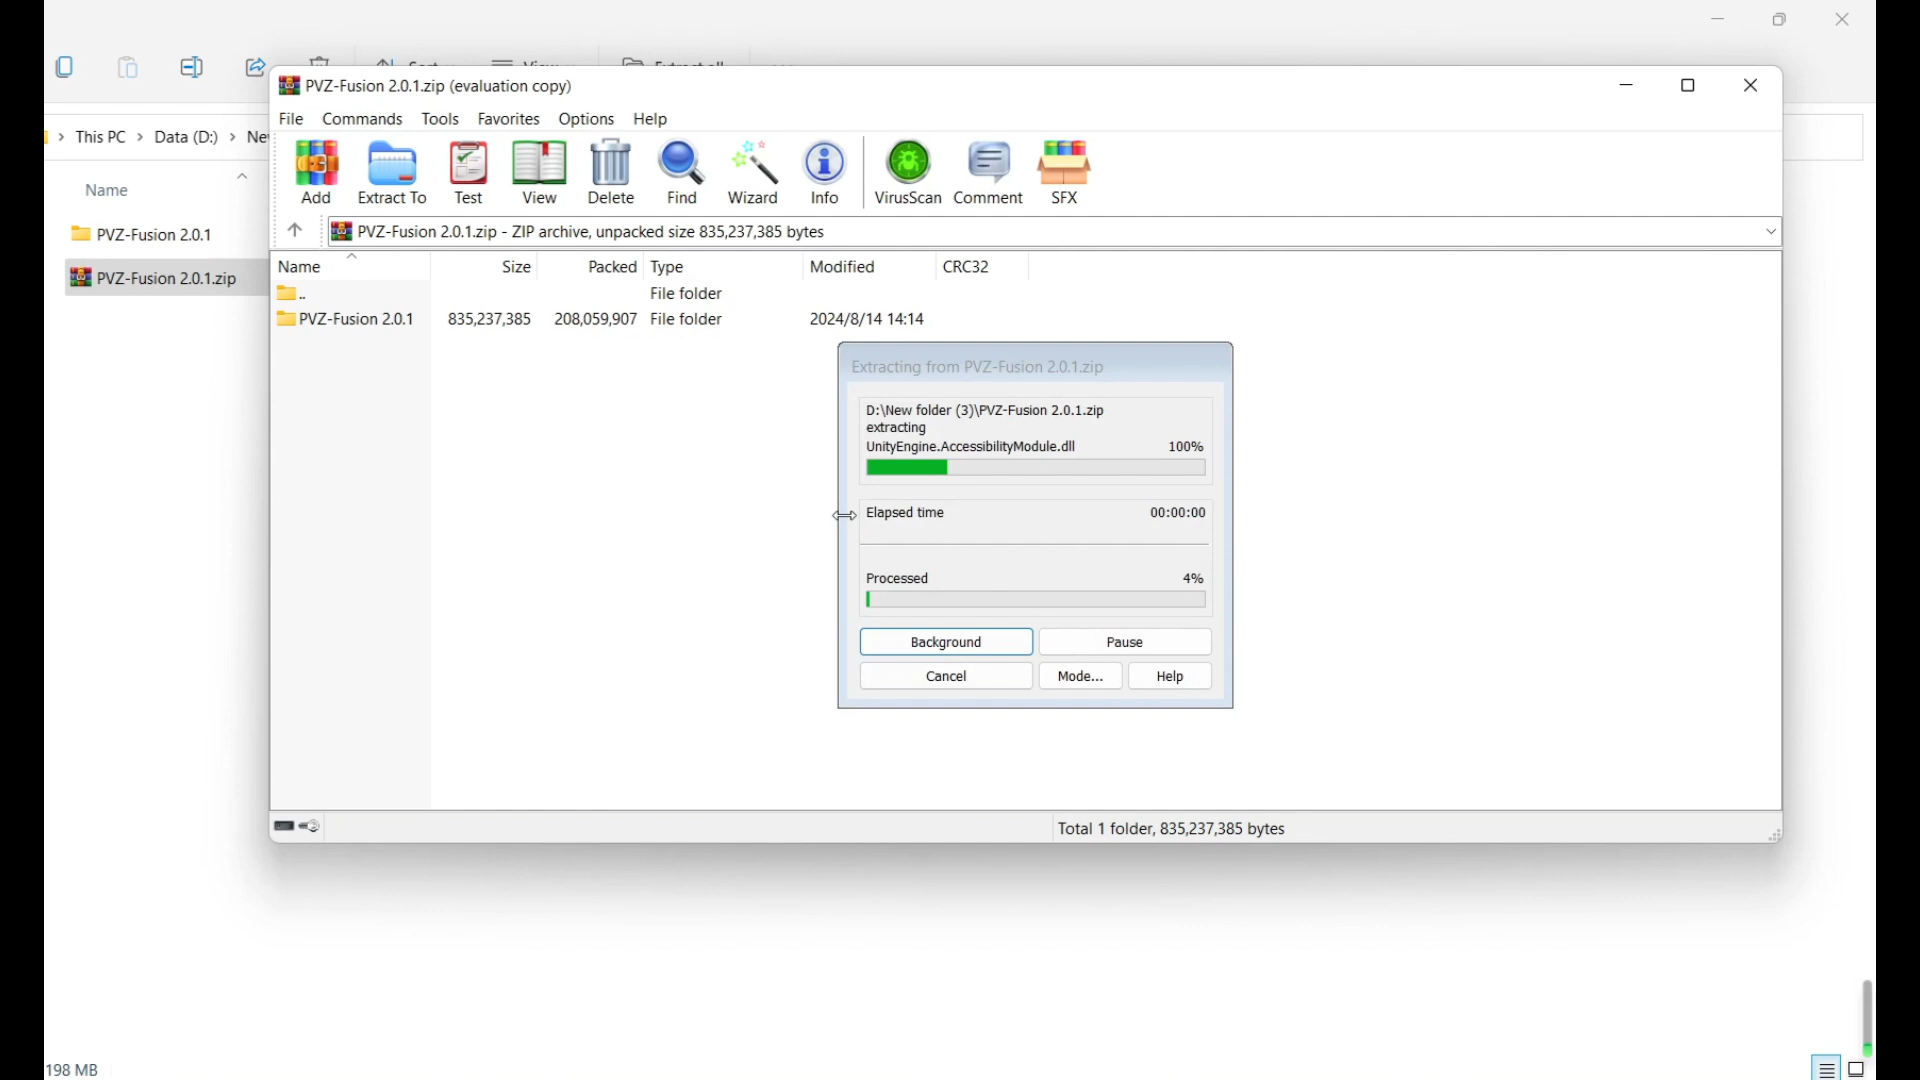 Sort
View
Extract all
This PC > Data (D:) > Ne
Name
PVZ-Fusion 2.0.1
PVZ-Fusion 2.0.1.zip
198 MB
PVZ-Fusion 2.0.1.zip (evaluation copy)
File Commands Tools Favorites Options Help
Add Extract To Test View Delete Find Wizard Info VirusScan Comment SFX
PVZ-Fusion 2.0.1.zip - ZIP archive, unpacked size 835,237,385 bytes
Name Size Packed Type Modified CRC32
.. File folder
PVZ-Fusion 2.0.1 835,237,385 208,059,907 File folder 2024/8/14 14:14
Extracting from PVZ-Fusion 2.0.1.zip
D:\New folder (3)\PVZ-Fusion 2.0.1.zip
extracting
UnityEngine.AccessibilityModule.dll 100%
Elapsed time 00:00:00
Processed 4%
Background Pause
Cancel Mode... Help
Total 1 folder, 835,237,385 bytes